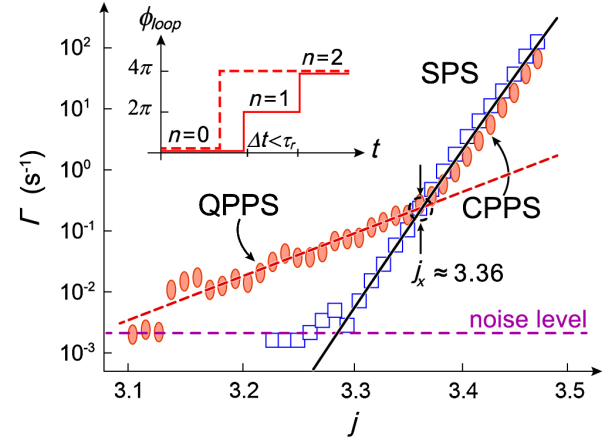 ϕloop
4π
2π
n=0
n=1
n=2
Δt<τr
t
10²
10¹
10⁰
10⁻¹
10⁻²
10⁻³
Γ (s⁻¹)
SPS
QPPS
CPPS
jx ≈ 3.36
noise level
3.1
3.2
3.3
3.4
3.5
j